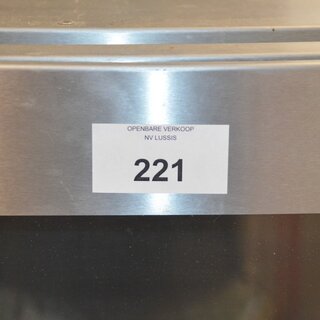 OPENBARE VERKOOP
NV LUSSIS
221